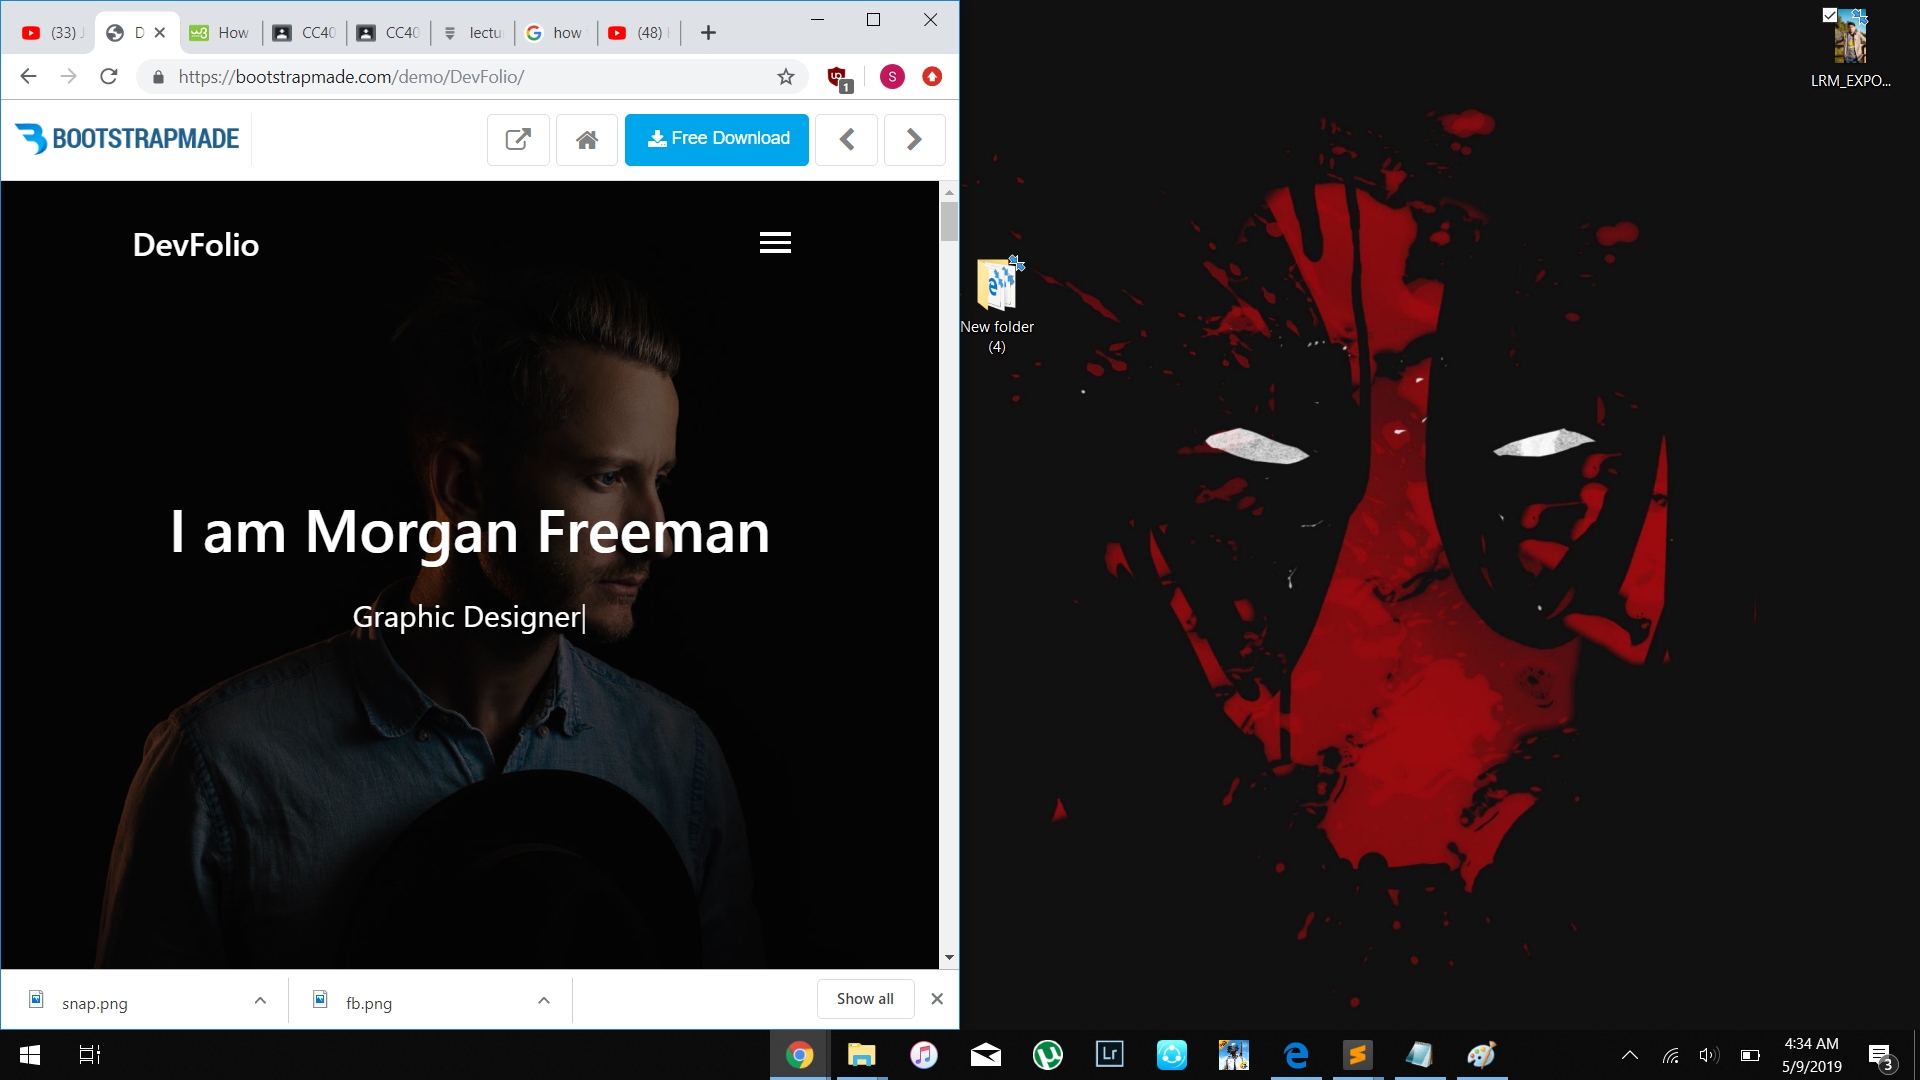 (33) J
D
How
CC40
CC40
lectu
how
(48)
https://bootstrapmade.com/demo/DevFolio/
1
S
BOOTSTRAPMADE
Free Download
DevFolio
I am Morgan Freeman
Graphic Designer
snap.png
fb.png
Show all
LRM_EXPO...
New folder
(4)
Lr
4:34 AM
5/9/2019
3